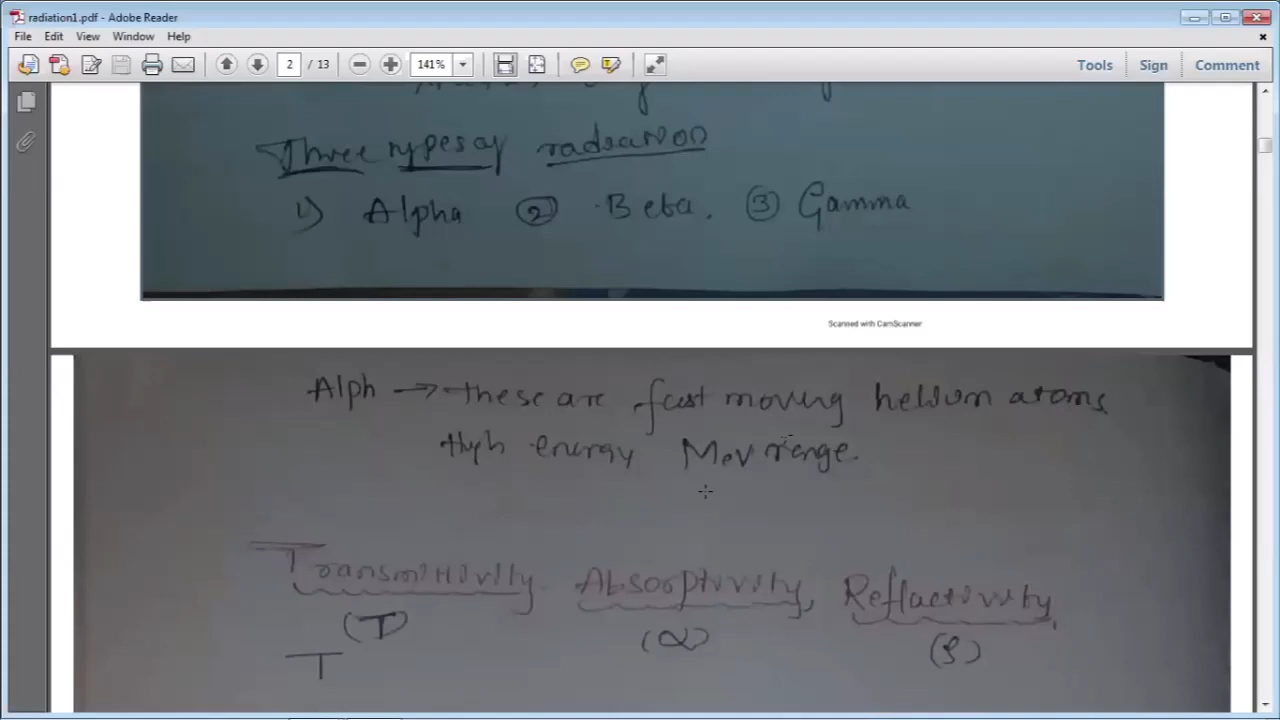 radiation1.pdf - Adobe Reader
File Edit View Window Help
2 / 13 141% Tools Sign Comment
Three types of radiation
1) Alpha ② Beta. ③ Gamma
Scanned with CamScanner
Alph → these are fast moving helium atoms
High energy Mev range.
Transmitivity. Absorptivity, Reflactivity,
(T) (α) (ρ)
T